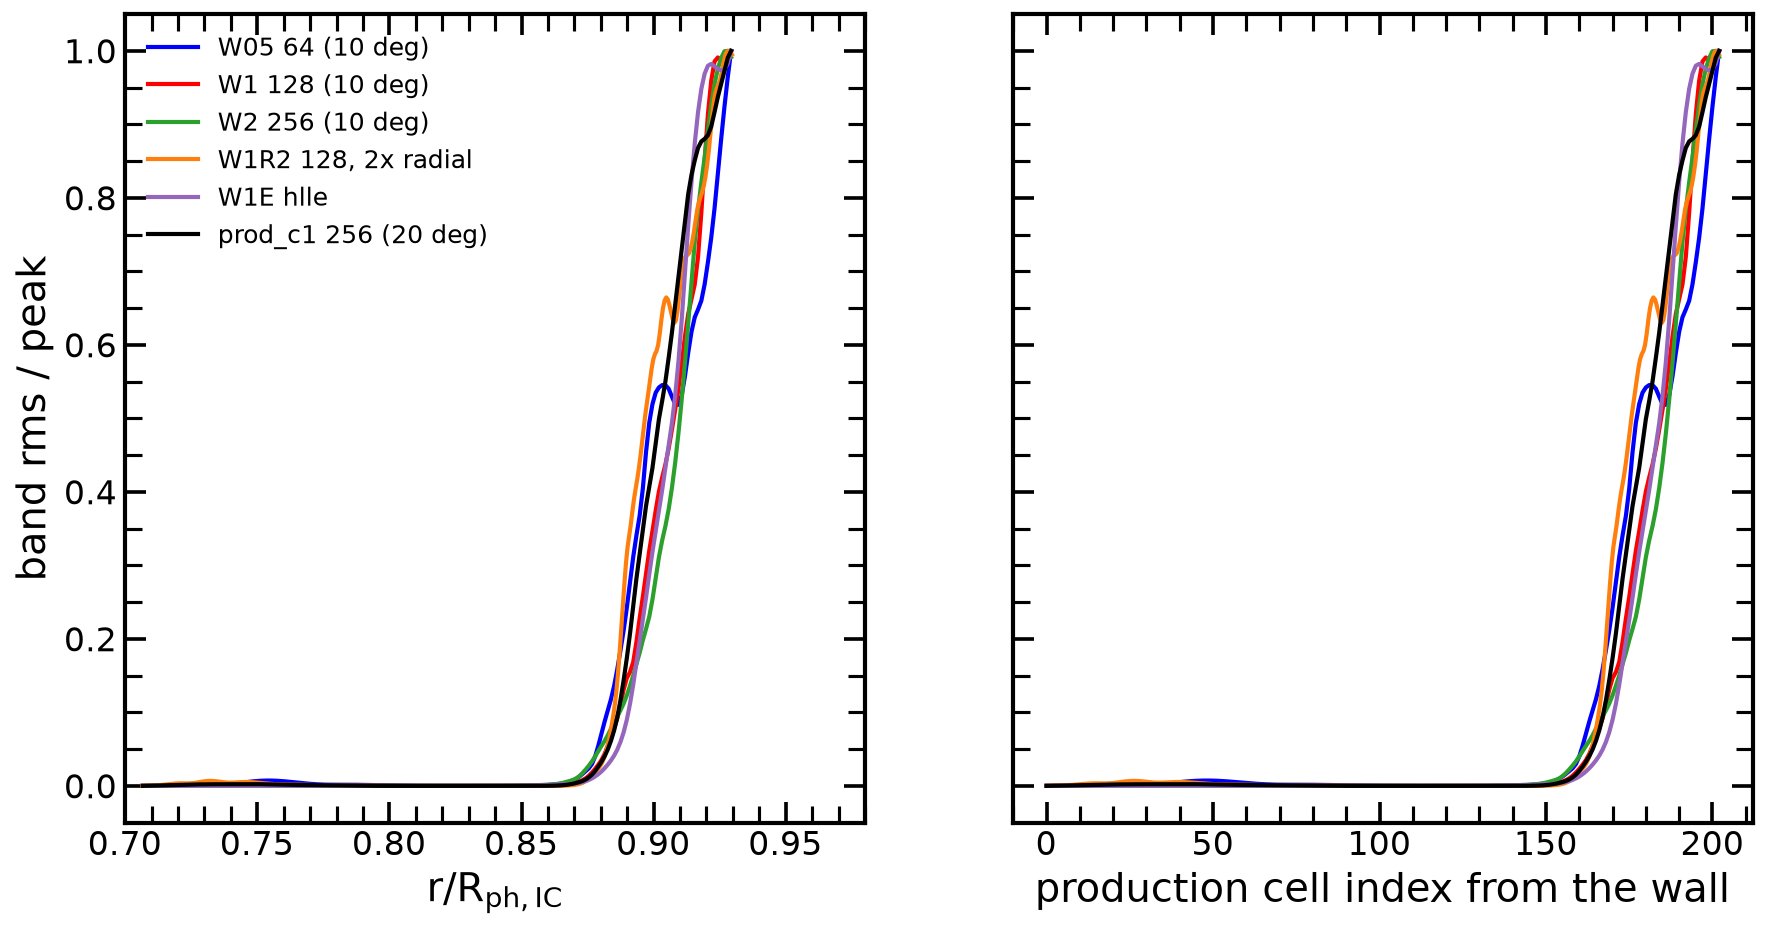 W05 64 (10 deg)
W1 128 (10 deg)
W2 256 (10 deg)
W1R2 128, 2x radial
W1E hlle
prod_c1 256 (20 deg)
band rms / peak
1.0
0.8
0.6
0.4
0.2
0.0
0.70 0.75 0.80 0.85 0.90 0.95
r/Rph, IC
0 50 100 150 200
production cell index from the wall